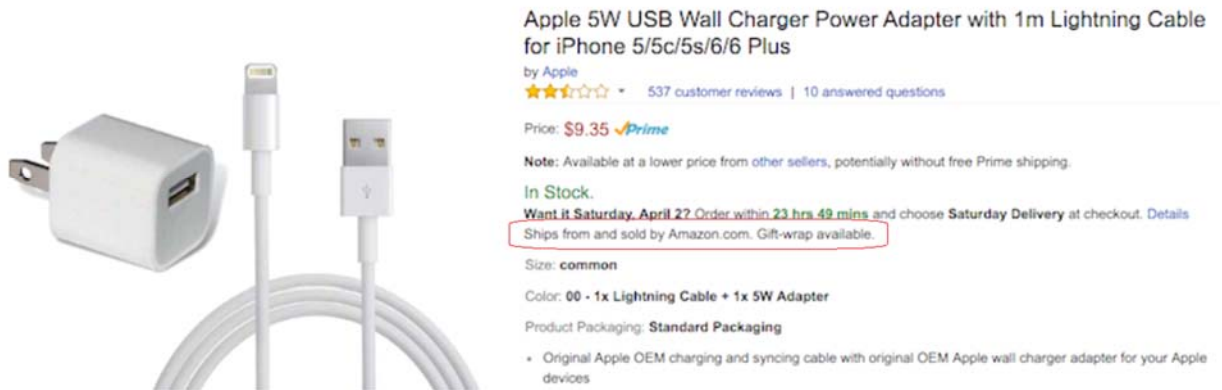 Apple 5W USB Wall Charger Power Adapter with 1m Lightning Cable
for iPhone 5/5c/5s/6/6 Plus
by Apple
537 customer reviews | 10 answered questions
Price: $9.35 Prime
Note: Available at a lower price from other sellers, potentially without free Prime shipping.
In Stock.
Want it Saturday, April 2? Order within 23 hrs 49 mins and choose Saturday Delivery at checkout. Details
Ships from and sold by Amazon.com. Gift-wrap available.
Size: common
Color: 00 - 1x Lightning Cable + 1x 5W Adapter
Product Packaging: Standard Packaging
• Original Apple OEM charging and syncing cable with original OEM Apple wall charger adapter for your Apple
devices